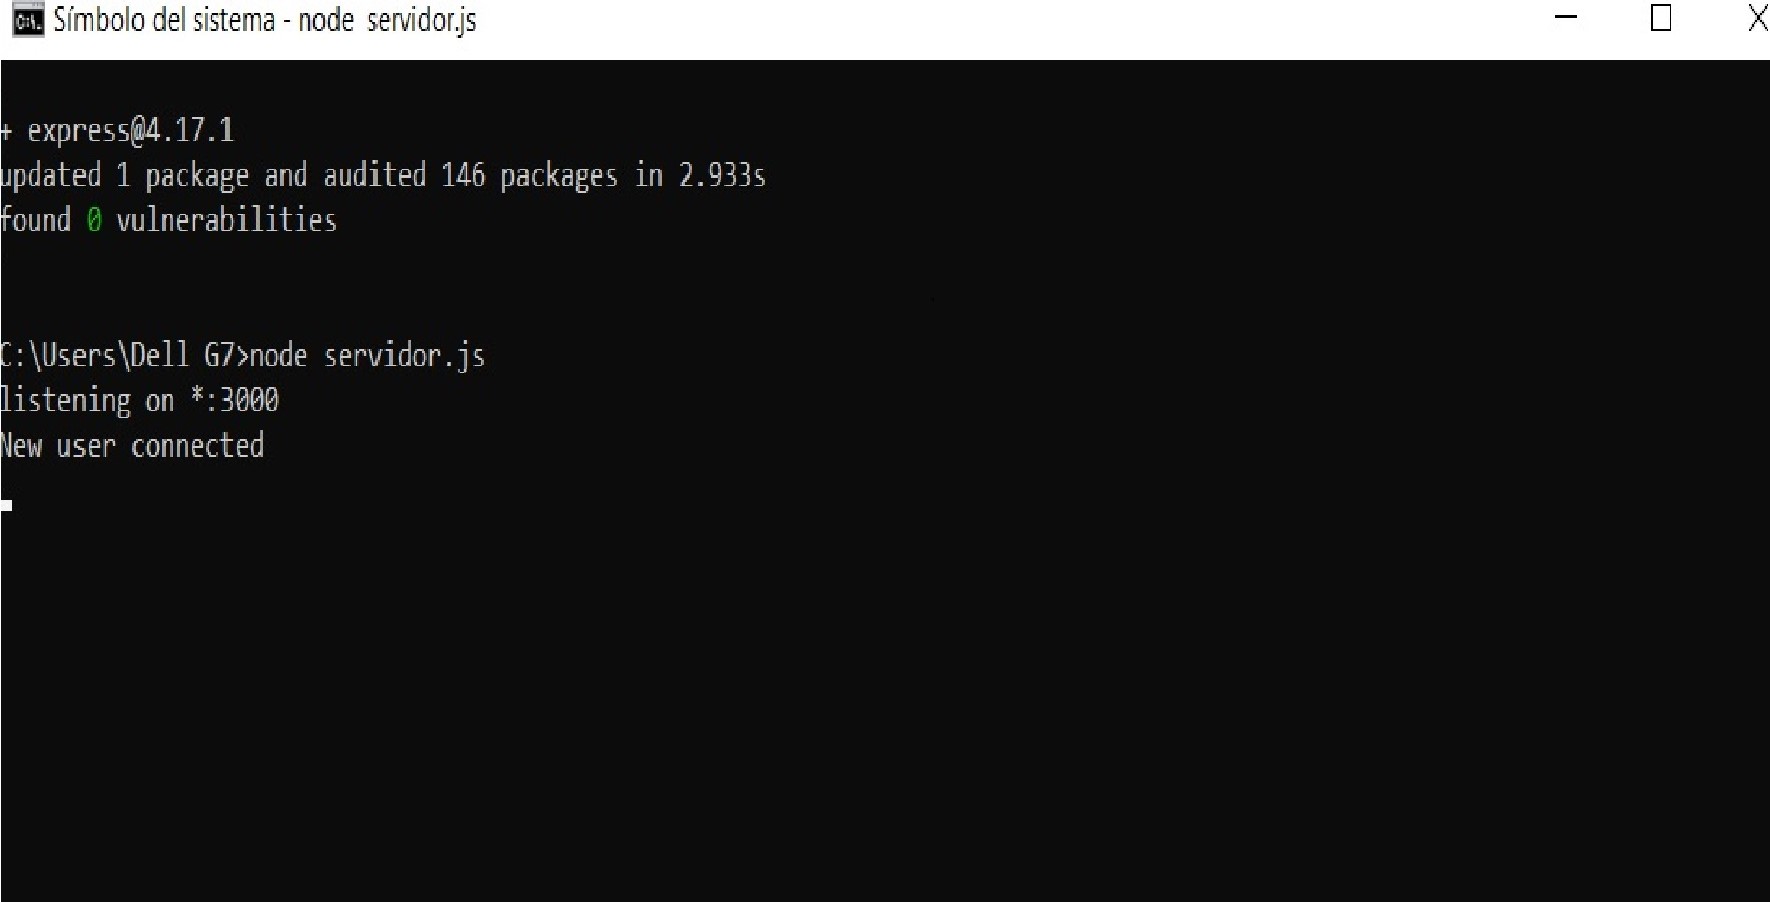 Símbolo del sistema - node servidor.js
+ express@4.17.1
updated 1 package and audited 146 packages in 2.933s
found 0 vulnerabilities
C:\Users\Dell G7>node servidor.js
listening on *:3000
New user connected